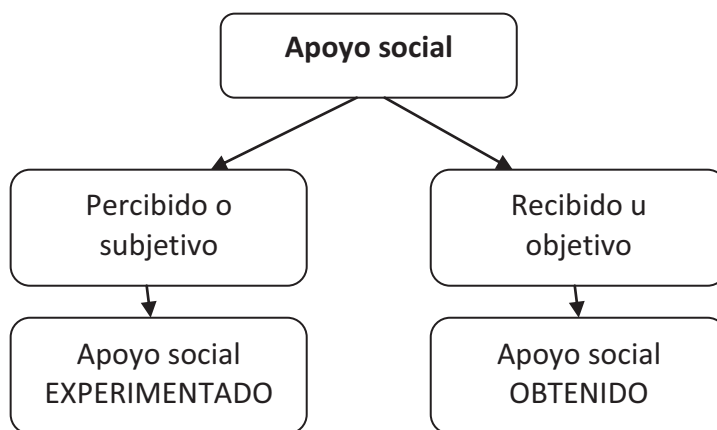 Apoyo social
Percibido o
subjetivo
Recibido u
objetivo
Apoyo social
EXPERIMENTADO
Apoyo social
OBTENIDO